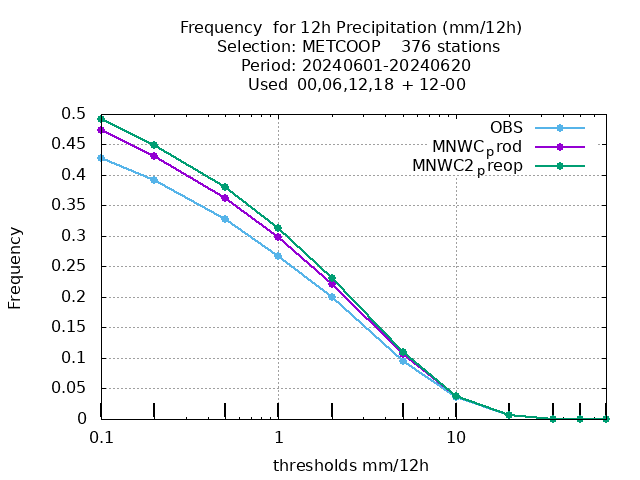 Frequency for 12h Precipitation (mm/12h)
Selection: METCOOP 376 stations
Period: 20240601-20240620
Used 00,06,12,18 + 12-00
OBS
MNWCprod
MNWC2preop
0.5
0.45
0.4
0.35
0.3
0.25
0.2
0.15
0.1
0.05
0
Frequency
0.1 1 10
thresholds mm/12h